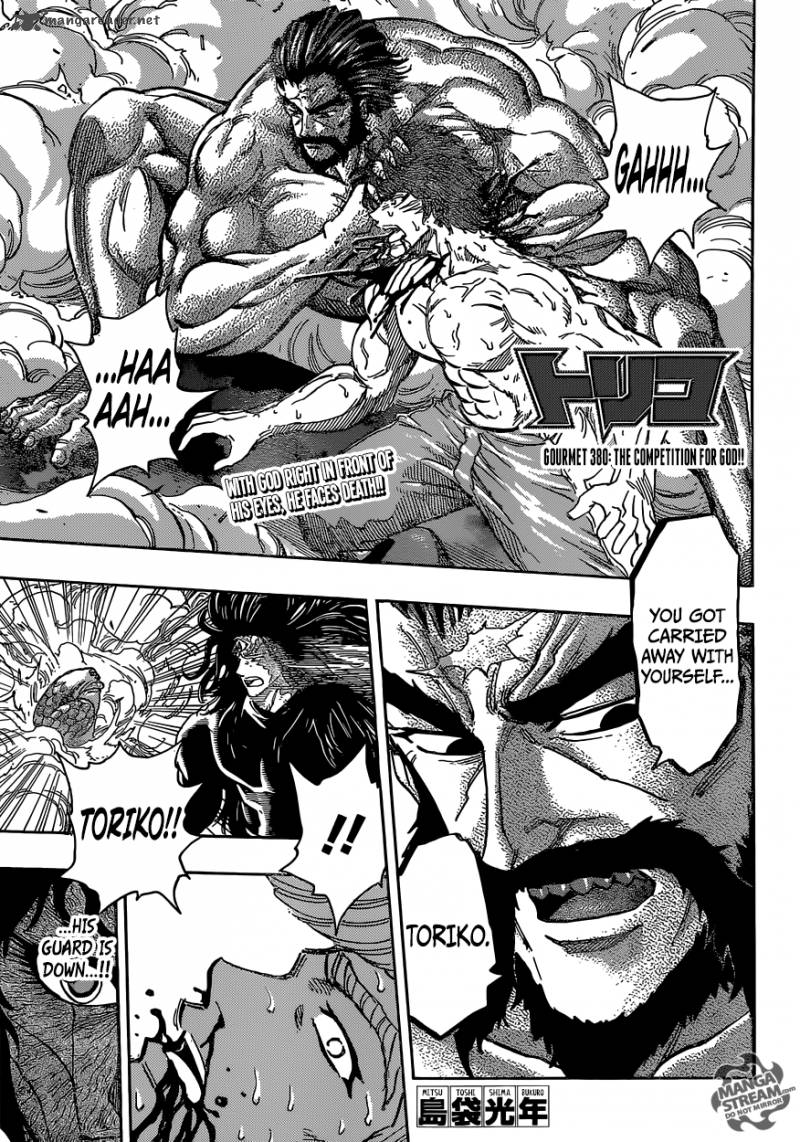 mangareader.net
GAHHH...
...HAA
AAH...
トリコ
GOURMET 380: THE COMPETITION FOR GOD!!
WITH GOD RIGHT IN FRONT OF
HIS EYES, HE FACES DEATH!!
YOU GOT
CARRIED
AWAY WITH
YOURSELF...
TORIKO.
!!
TORIKO!!
...HIS
GUARD IS
DOWN...!!
MITSU TOSHI SHIMA BUKURO
島袋光年
MANGA
STREAM.COM
DO NOT MIRROR